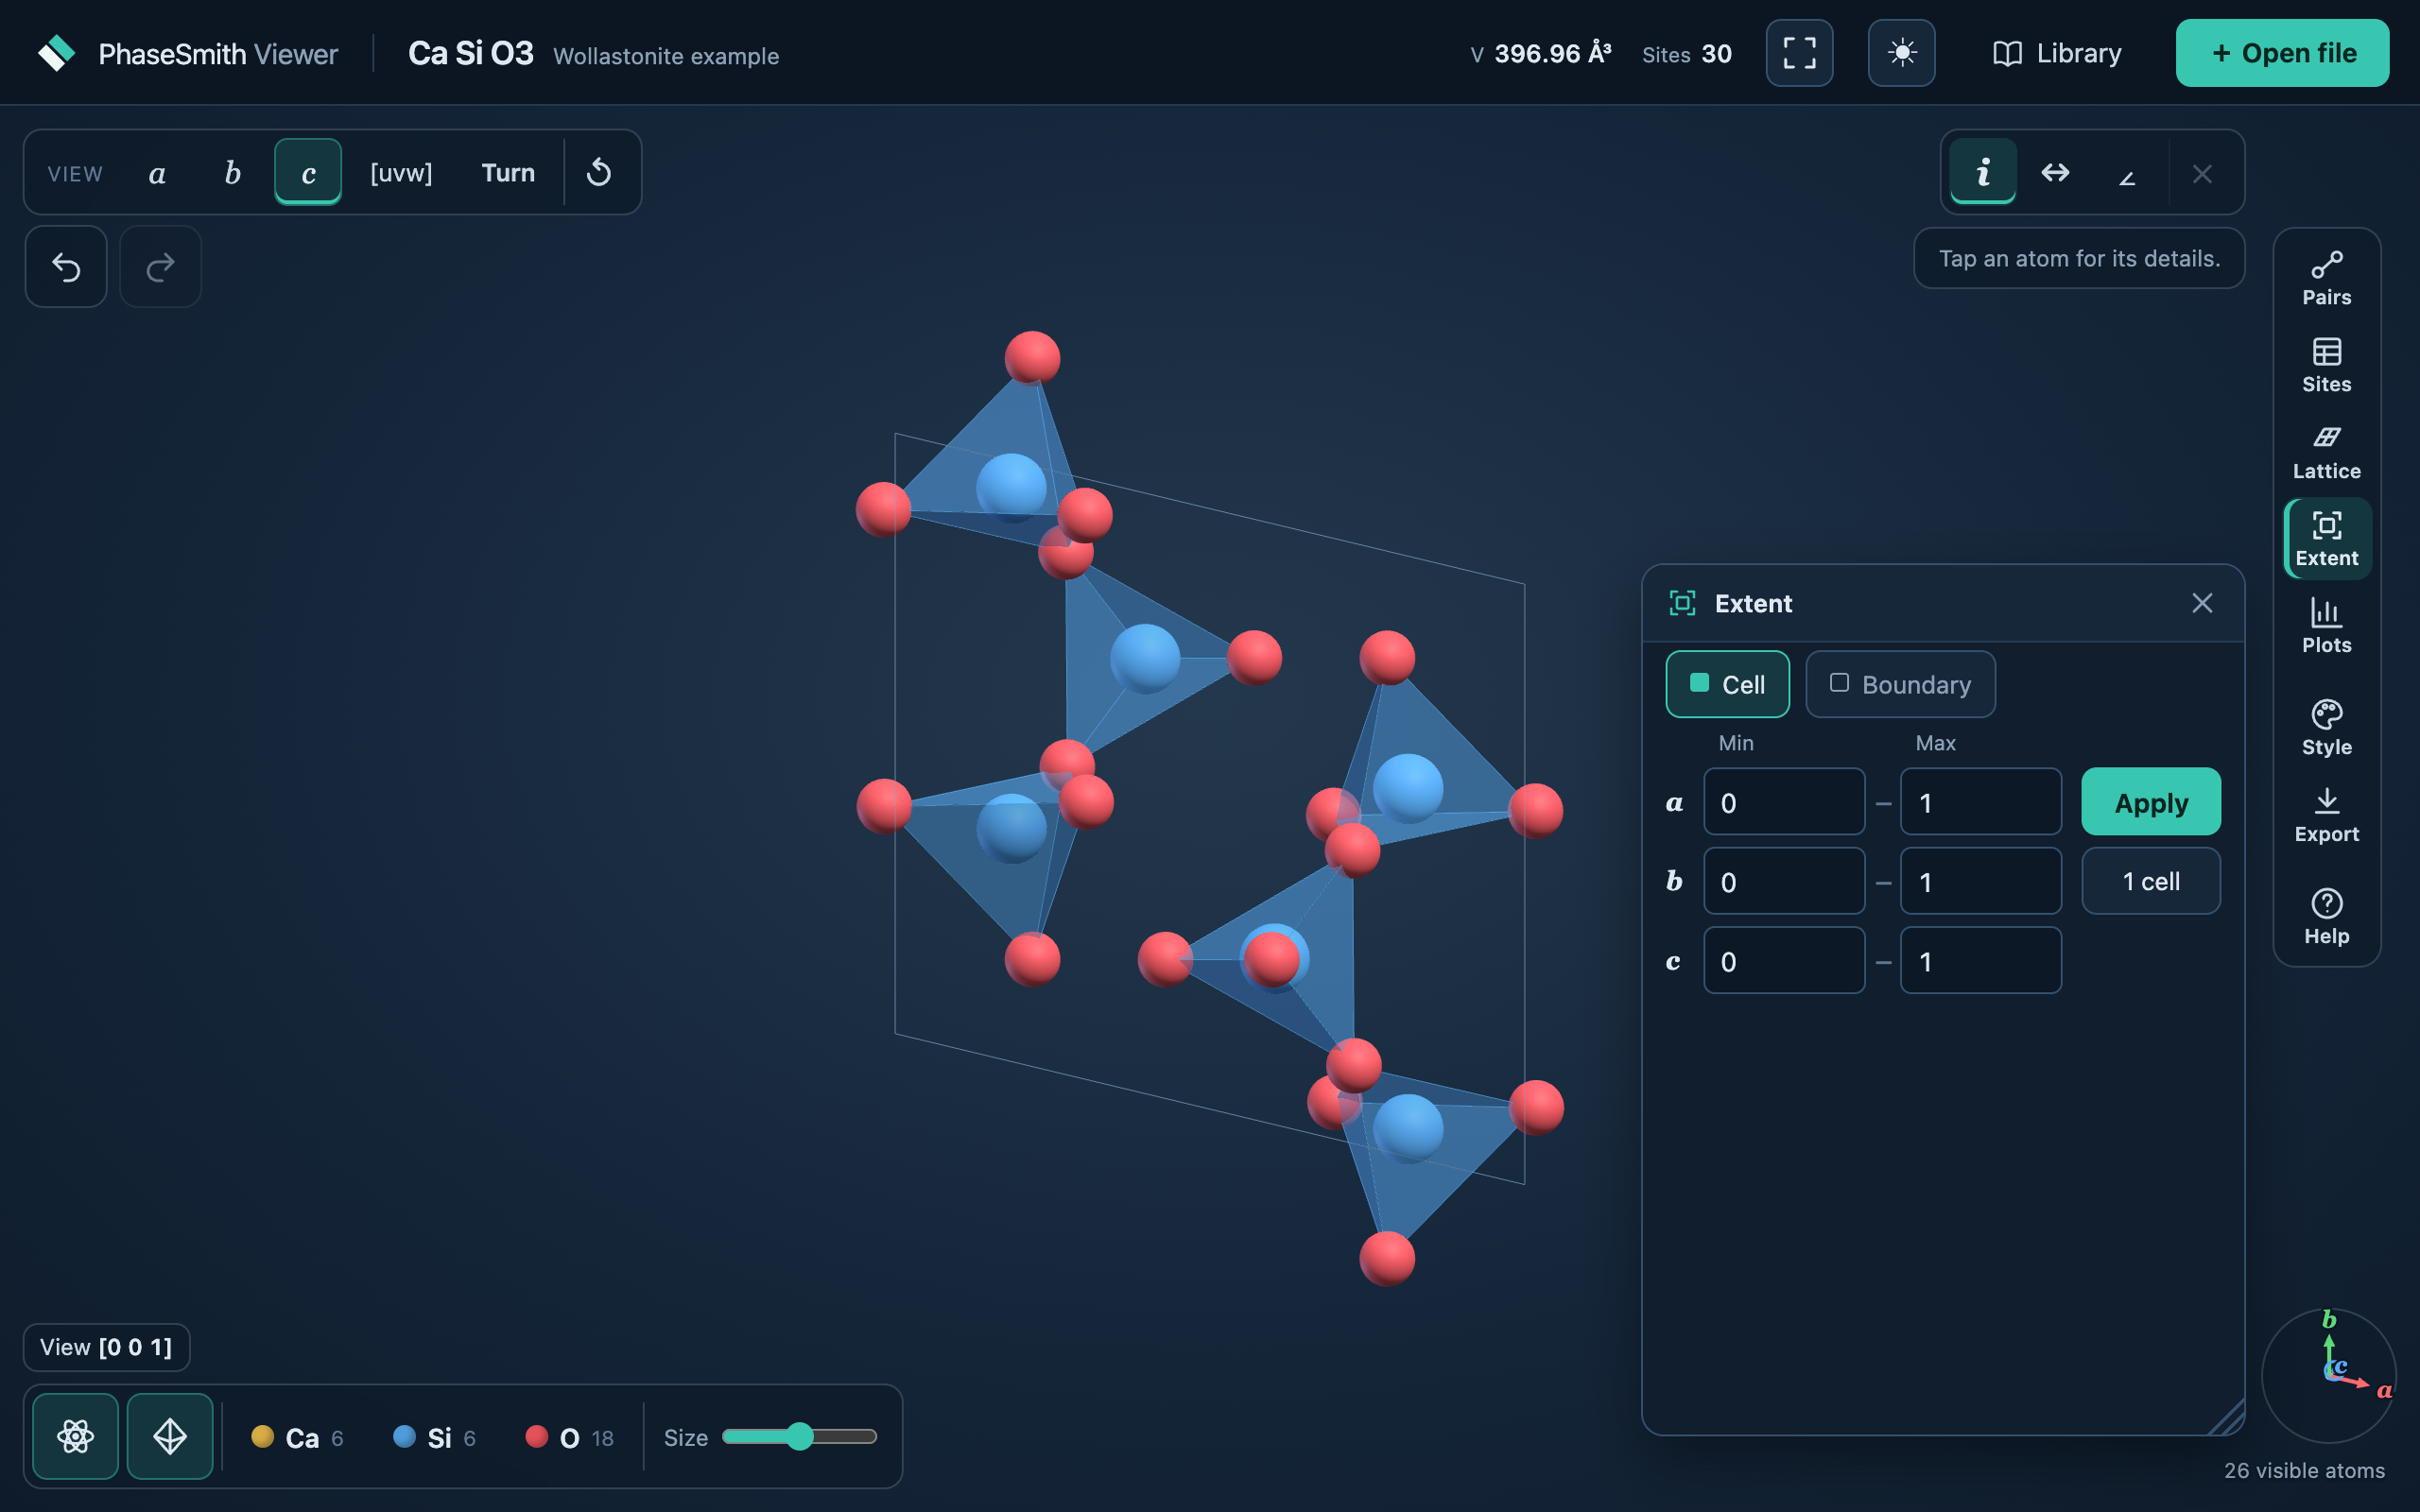 PhaseSmith Viewer
Ca Si O3 Wollastonite example
V 396.96 Å³ Sites 30
Library
+ Open file
VIEW a b c [uvw] Turn
i
Tap an atom for its details.
Pairs
Sites
Lattice
Extent
Plots
Style
Export
Help
Extent
Cell Boundary
Min Max
a 0 – 1 Apply
b 0 – 1 1 cell
c 0 – 1
View [0 0 1]
Ca 6 Si 6 O 18 Size
b
c
a
26 visible atoms